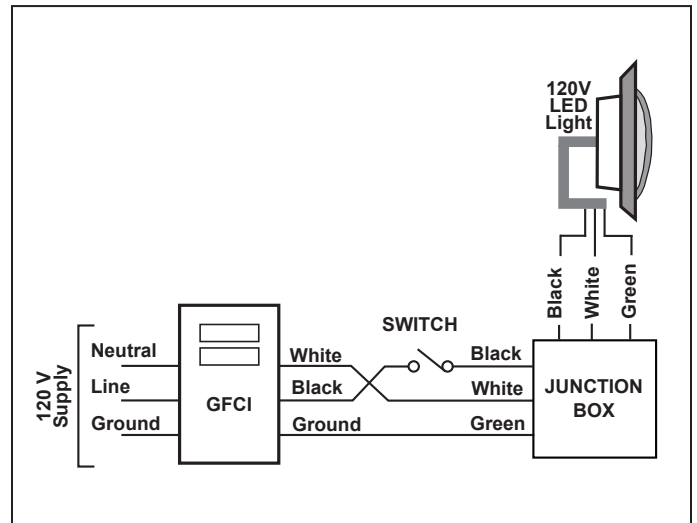 120V
LED
Light
Black
White
Green
SWITCH
120 V
Supply
Neutral
Line
Ground
GFCI
White
Black
Ground
Black
White
Green
JUNCTION
BOX